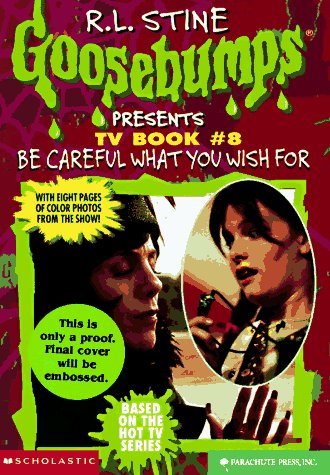 R.L. STINE
Goosebumps®
PRESENTS
TV BOOK #8
BE CAREFUL WHAT YOU WISH FOR
WITH EIGHT PAGES
OF COLOR PHOTOS
FROM THE SHOW!
This is
only a proof.
Final cover
will be
embossed.
BASED
ON THE
HOT TV
SERIES
SCHOLASTIC
PARACHUTE PRESS, INC.